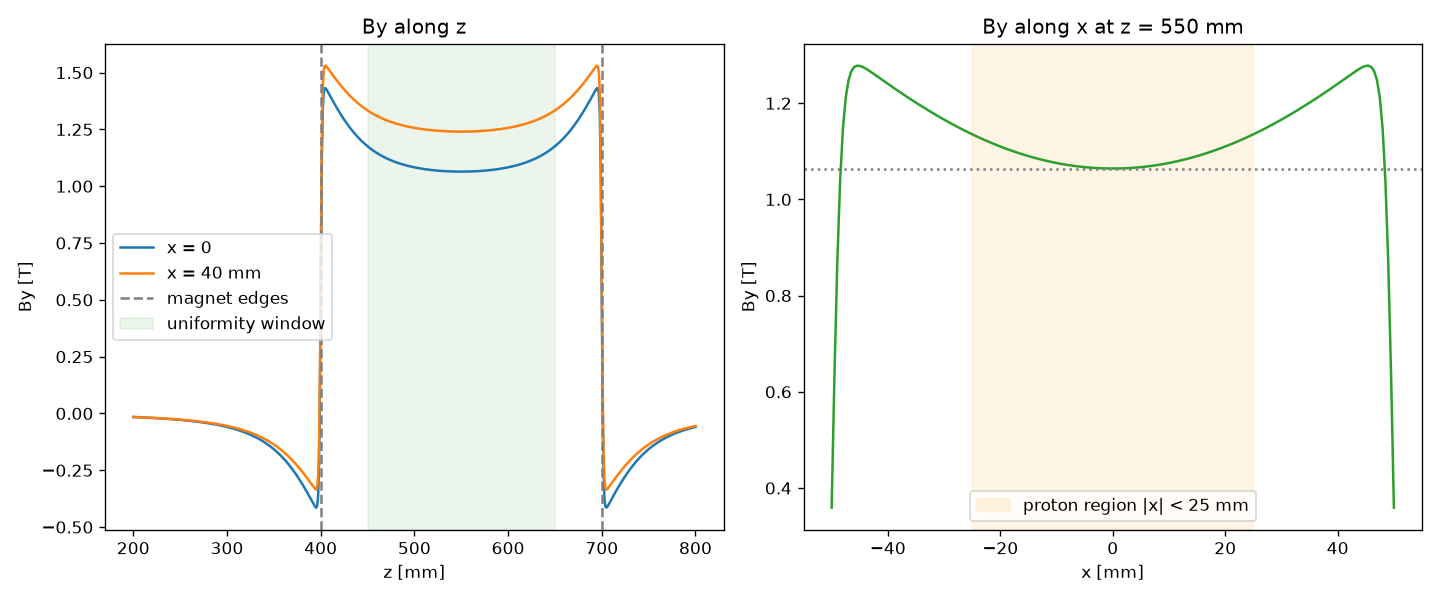 By along z
By [T]
1.50
1.25
1.00
0.75
0.50
0.25
0.00
−0.25
−0.50
x = 0
x = 40 mm
magnet edges
uniformity window
200
300
400
500
600
700
800
z [mm]
By along x at z = 550 mm
By [T]
1.2
1.0
0.8
0.6
0.4
proton region |x| < 25 mm
−40
−20
0
20
40
x [mm]